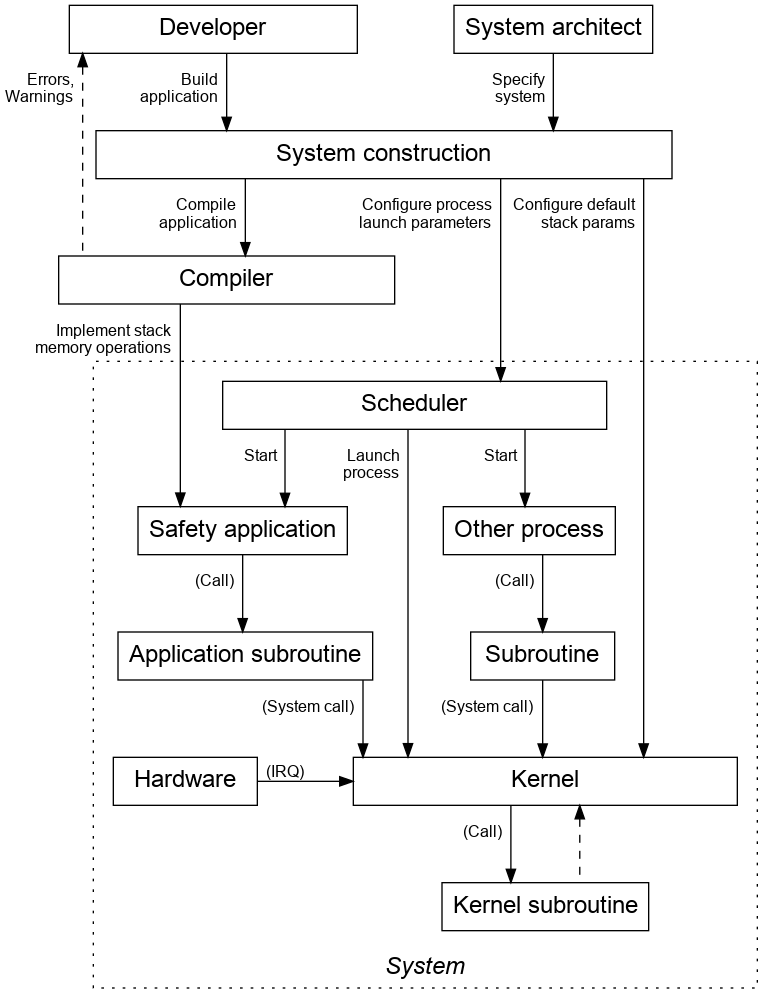 Developer
System architect
Errors,
Warnings
Build
application
Specify
system
System construction
Compile
application
Configure process
launch parameters
Configure default
stack params
Compiler
Implement stack
memory operations
Scheduler
Start
Launch
process
Start
Safety application
Other process
(Call)
(Call)
Application subroutine
Subroutine
(System call)
(System call)
Hardware
(IRQ)
Kernel
(Call)
Kernel subroutine
System